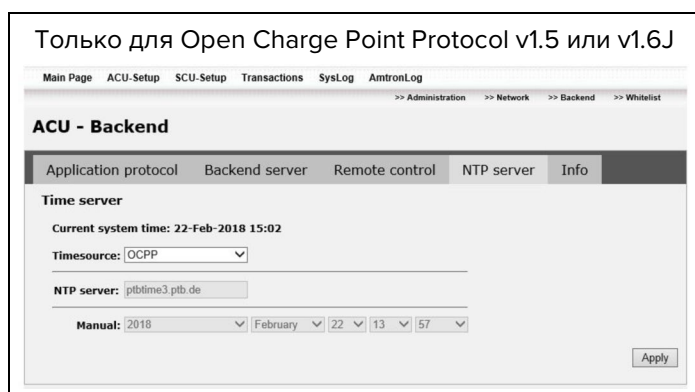 Только для Open Charge Point Protocol v1.5 или v1.6J
Main Page ACU-Setup SCU-Setup Transactions SysLog AmtronLog
>> Administration >> Network >> Backend >> Whitelist
ACU - Backend
Application protocol Backend server Remote control NTP server Info
Time server
Current system time: 22-Feb-2018 15:02
Timesource: OCPP
NTP server: ptbtime3.ptb.de
Manual: 2018 February 22 13 57
Apply